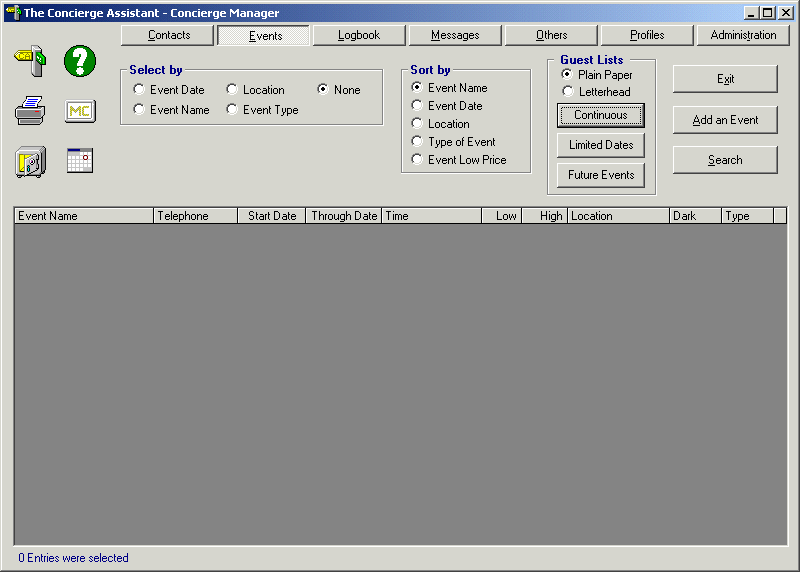 The Concierge Assistant - Concierge Manager
Contacts Events Logbook Messages Others Profiles Administration
Select by
Event Date Location None
Event Name Event Type
MC
Sort by
Event Name
Event Date
Location
Type of Event
Event Low Price
Guest Lists
Plain Paper
Letterhead
Continuous
Limited Dates
Future Events
Exit
Add an Event
Search
Event Name Telephone Start Date Through Date Time Low High Location Dark Type
0 Entries were selected